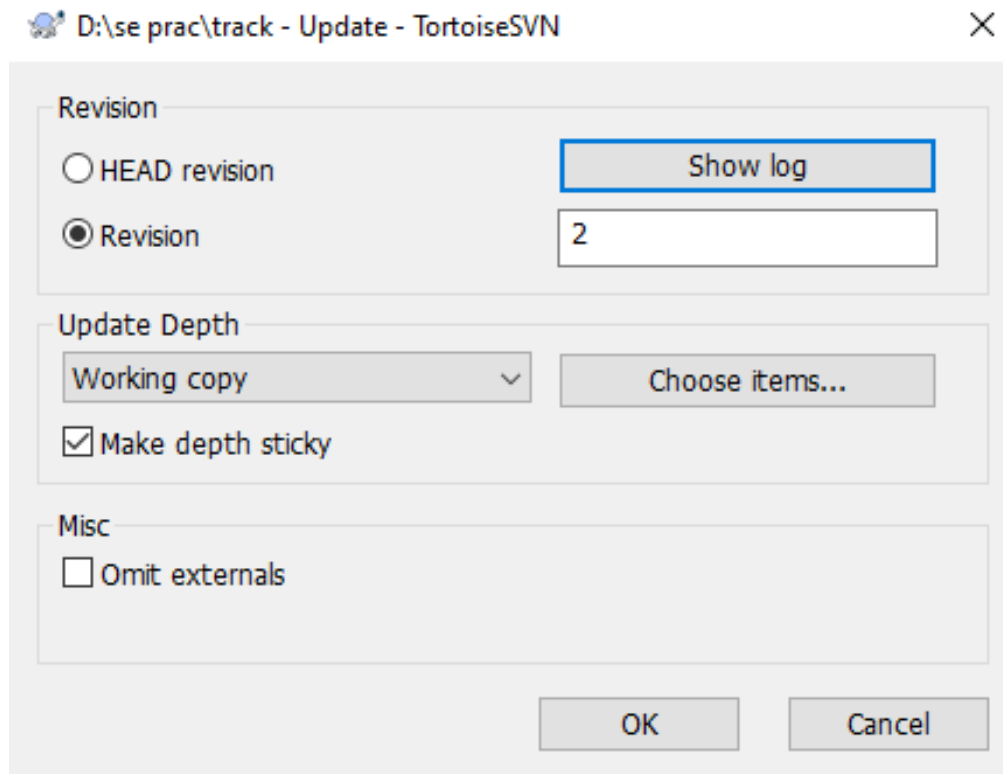 D:\se prac\track - Update - TortoiseSVN
Revision
HEAD revision
Show log
Revision
2
Update Depth
Working copy
Choose items...
Make depth sticky
Misc
Omit externals
OK
Cancel